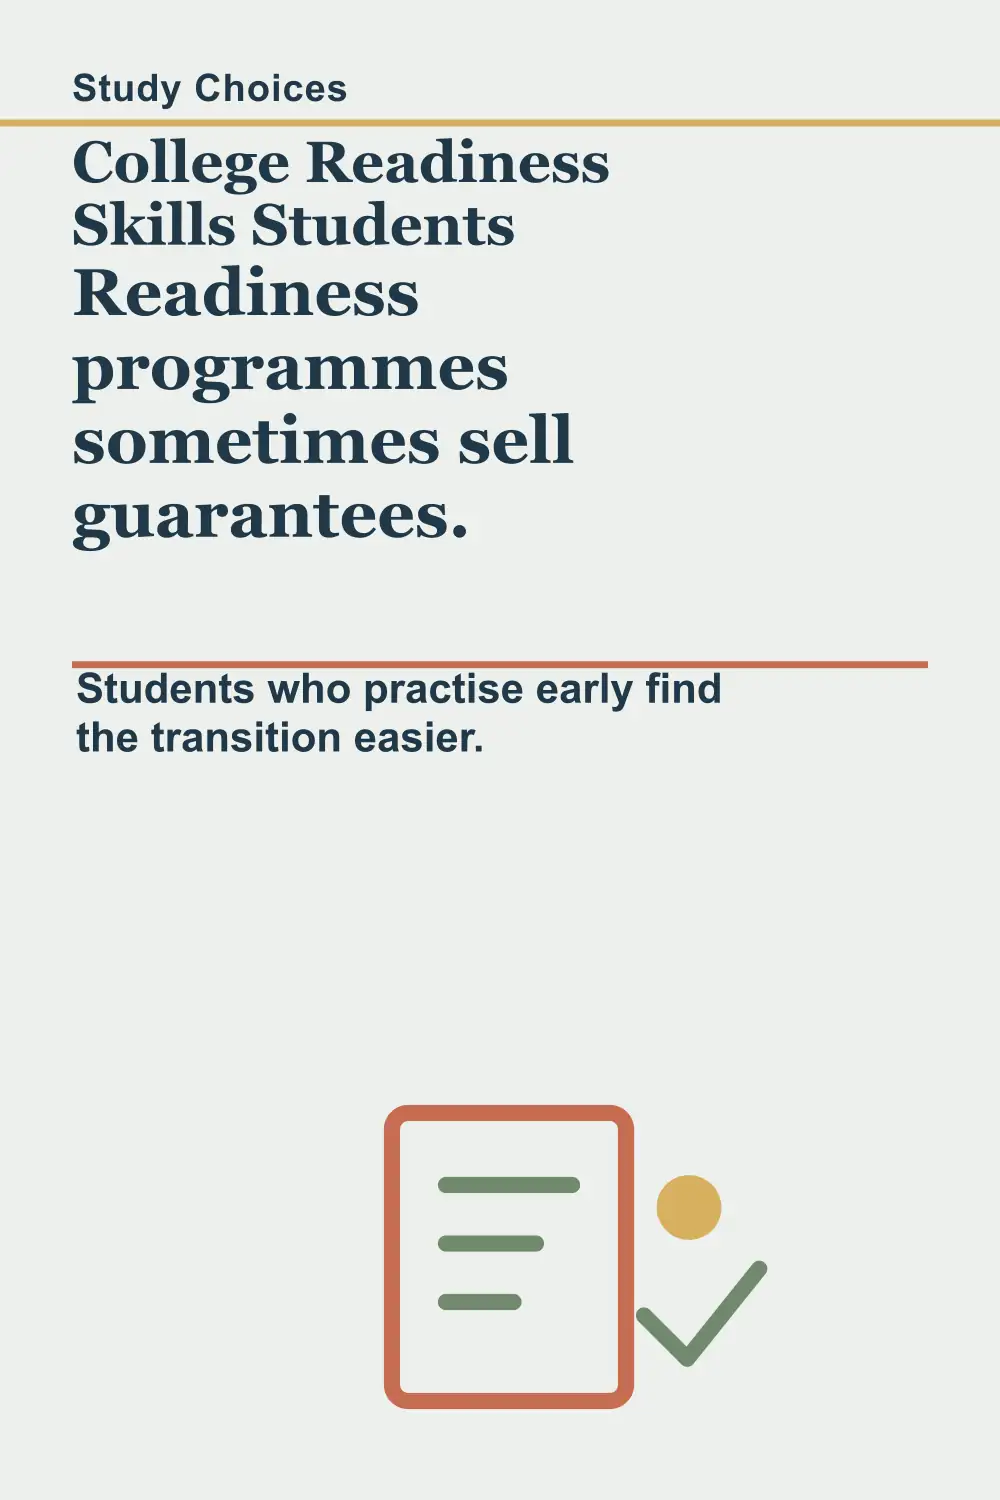 Study Choices
College Readiness
Skills Students
Readiness
programmes
sometimes sell
guarantees.
Students who practise early find
the transition easier.